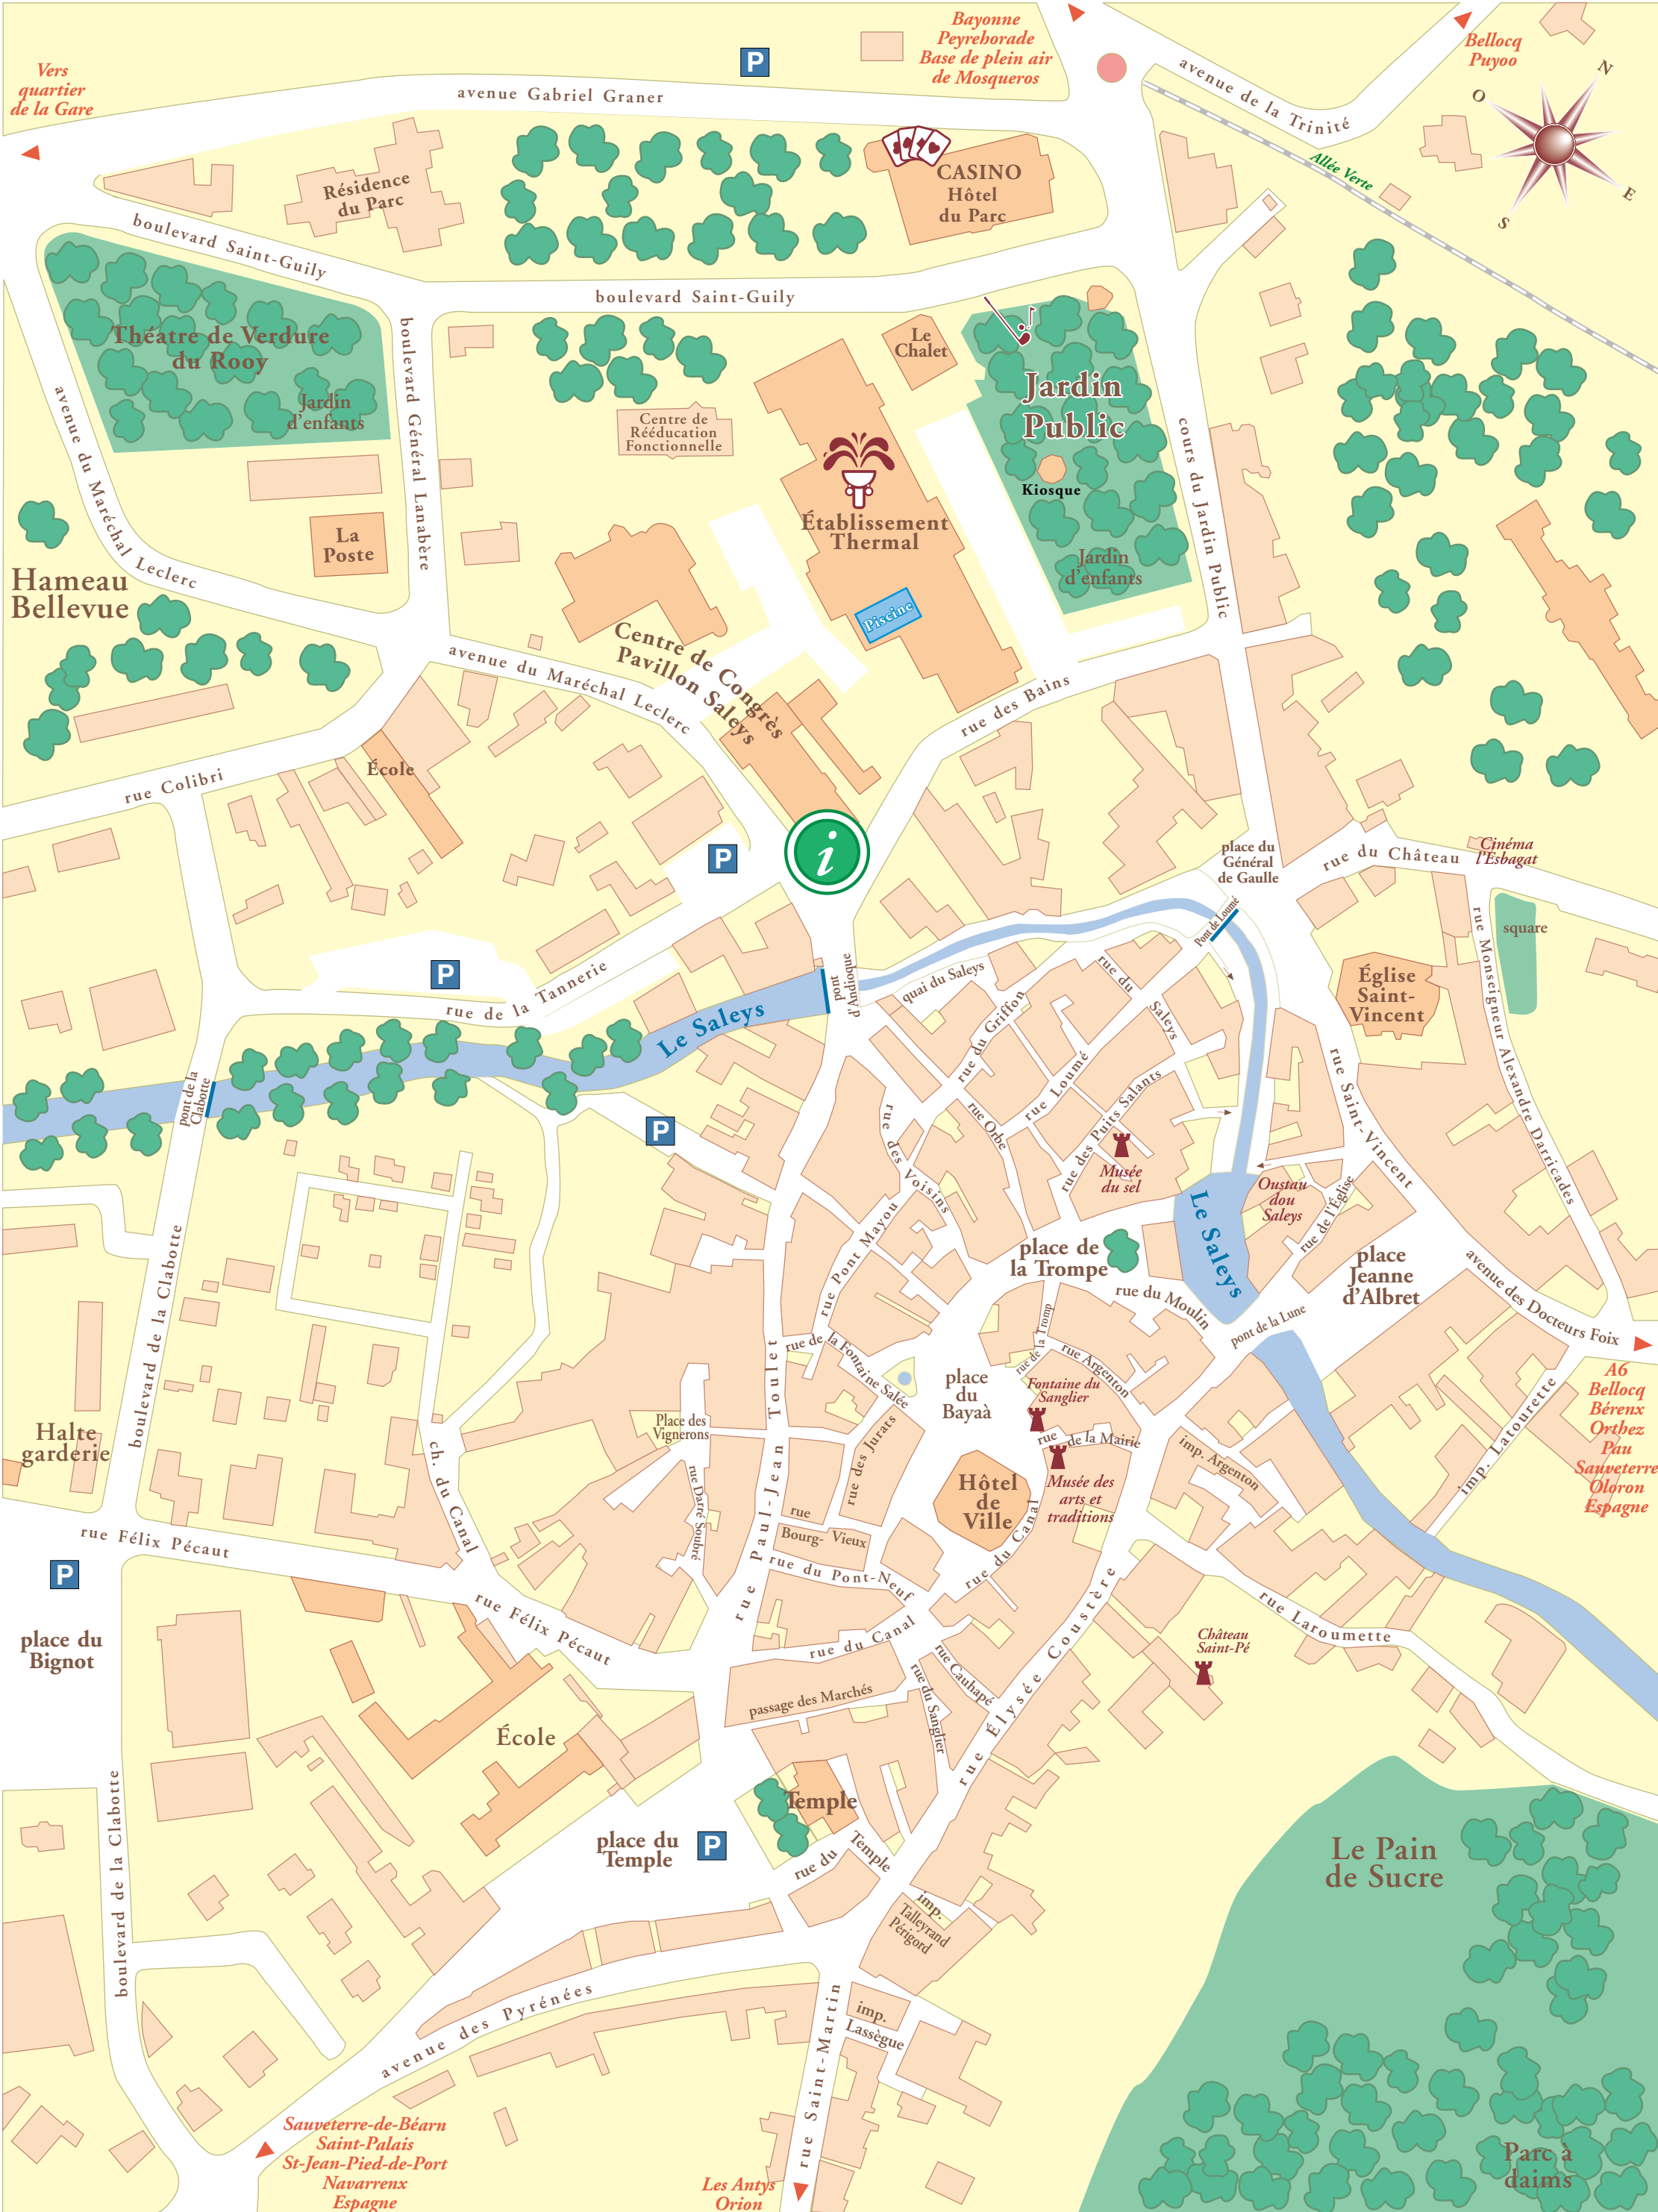 Bayonne
Peyrehorade
Base de plein air
de Mosqueros
Bellocq
Puyoo
Vers
quartier
de la Gare
P
avenue Gabriel Graner
avenue de la Trinité
Allée Verte
N
O
E
S
Résidence
du Parc
CASINO
Hôtel
du Parc
boulevard Saint-Guily
boulevard Saint-Guily
Théatre de Verdure
du Rooy
Jardin
d'enfants
boulevard Général Lanabère
avenue du Maréchal Leclerc
Le
Chalet
Jardin
Public
Kiosque
Jardin
d'enfants
cours du Jardin Public
Centre de
Rééducation
Fonctionnelle
Établissement
Thermal
Piscine
La
Poste
Hameau
Bellevue
Centre de Congrès
Pavillon Saleys
avenue du Maréchal Leclerc
rue des Bains
rue Colibri
École
i
P
place du
Général
de Gaulle
rue du Château
Cinéma
l'Esbagat
Pont de Loumé
square
rue Monseigneur Alexandre Darricades
Église
Saint-
Vincent
P
rue de la Tannerie
Pont
d'Andioque
quai du Saleys
rue du Saleys
rue du Griffon
Le Saleys
rue Loumé
rue Orbe
rue des Puits Salants
rue Saint-Vincent
pont de la
Clabotte
P
rue des Voisins
Musée
du sel
Oustau
dou
Saleys
rue de l'Église
Le Saleys
place de
la Trompe
rue Pont Mayou
rue du Moulin
pont de la Lune
place
Jeanne
d'Albret
avenue des Docteurs Foix
A6
Bellocq
Bérenx
Orthez
Pau
Sauveterre
Oloron
Espagne
boulevard de la Clabotte
rue de la Fontaine Salée
rue de la Tromp
rue Argenton
place
du
Bayaà
Fontaine du
Sanglier
rue de la Mairie
Musée des
arts et
traditions
imp. Argenton
imp. Latourette
Place des
Vignerons
rue des Jurats
Hôtel
de
Ville
Halte
garderie
ch. du Canal
rue Darré Soubré
rue Paul-Jean Toulet
rue
Bourg- Vieux
rue du Pont-Neuf
rue du Canal
rue Félix Pécaut
P
rue Félix Pécaut
rue du Canal
rue Laroumette
place du
Bignot
Château
Saint-Pé
rue Cauhapé
rue du Sanglier
passage des Marchés
rue Élysée Coustère
École
Temple
place du
Temple
P
rue du Temple
Le Pain
de Sucre
boulevard de la Clabotte
imp.
Talleyrand
Périgord
avenue des Pyrénées
imp.
Lassègue
rue Saint-Martin
Sauveterre-de-Béarn
Saint-Palais
St-Jean-Pied-de-Port
Navarrenx
Espagne
Les Antys
Orion
Parc à
daims